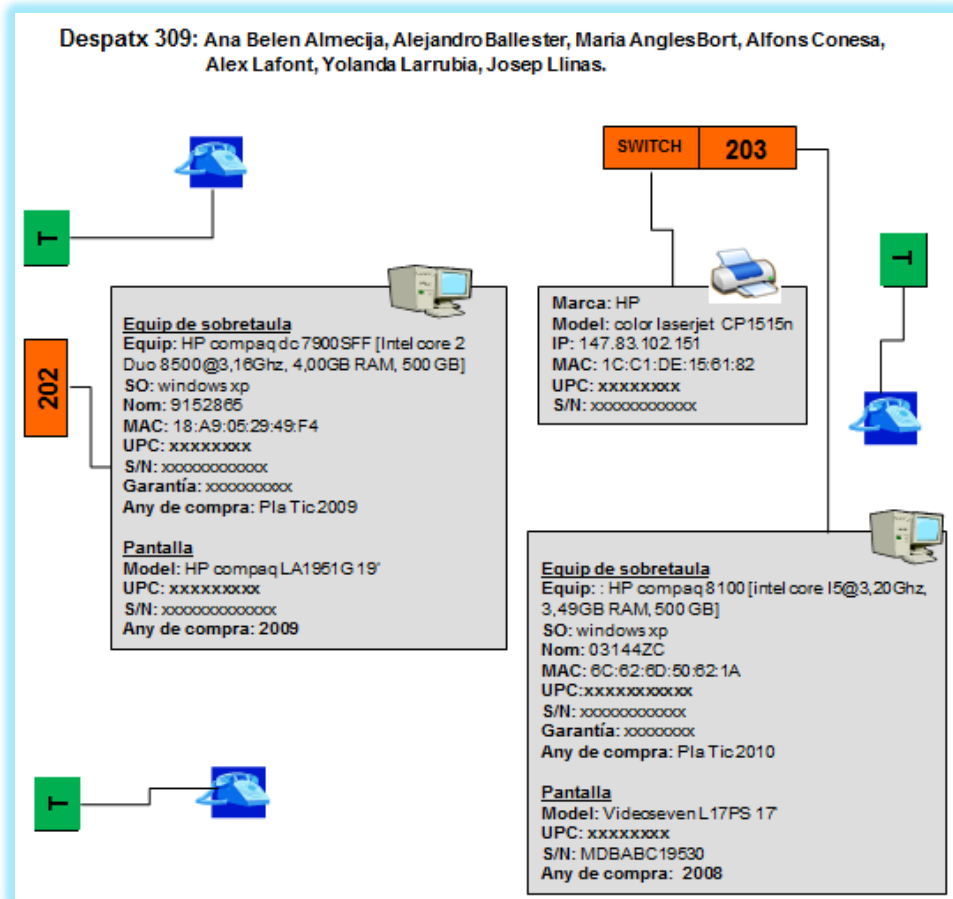 Despatx 309: Ana Belen Almecija, Alejandro Ballester, Maria Angles Bort, Alfons Conesa,
Alex Lafont, Yolanda Larrubia, Josep Llinas.
SWITCH 203
T
T
Equip de sobretaula
Equip: HP compaq dc 7900SFF [Intel core 2
Duo 8500@3,16Ghz, 4,00GB RAM, 500 GB]
SO: windows xp
Nom: 9152865
MAC: 18:A9:05:29:49:F4
UPC: xxxxxxxx
S/N: xxxxxxxxxxxx
Garantía: xxxxxxxxxx
Any de compra: Pla Tic 2009
Pantalla
Model: HP compaq LA1951G 19'
UPC: xxxxxxxxx
S/N: xxxxxxxxxxxxx
Any de compra: 2009
202
Marca: HP
Model: color laserjet CP1515n
IP: 147.83.102.151
MAC: 1C:C1:DE:15:61:82
UPC: xxxxxxxx
S/N: xxxxxxxxxxxx
Equip de sobretaula
Equip: : HP compaq 8100 [intel core I5@3,20Ghz,
3,49GB RAM, 500 GB]
SO: windows xp
Nom: 03144ZC
MAC: 6C:62:6D:50:62:1A
UPC:xxxxxxxxxxx
S/N: xxxxxxxxxxxx
Garantía: xxxxxxxx
Any de compra: Pla Tic 2010
Pantalla
Model: Videoseven L17PS 17'
UPC: xxxxxxxx
S/N: MDBABC19530
Any de compra: 2008
T